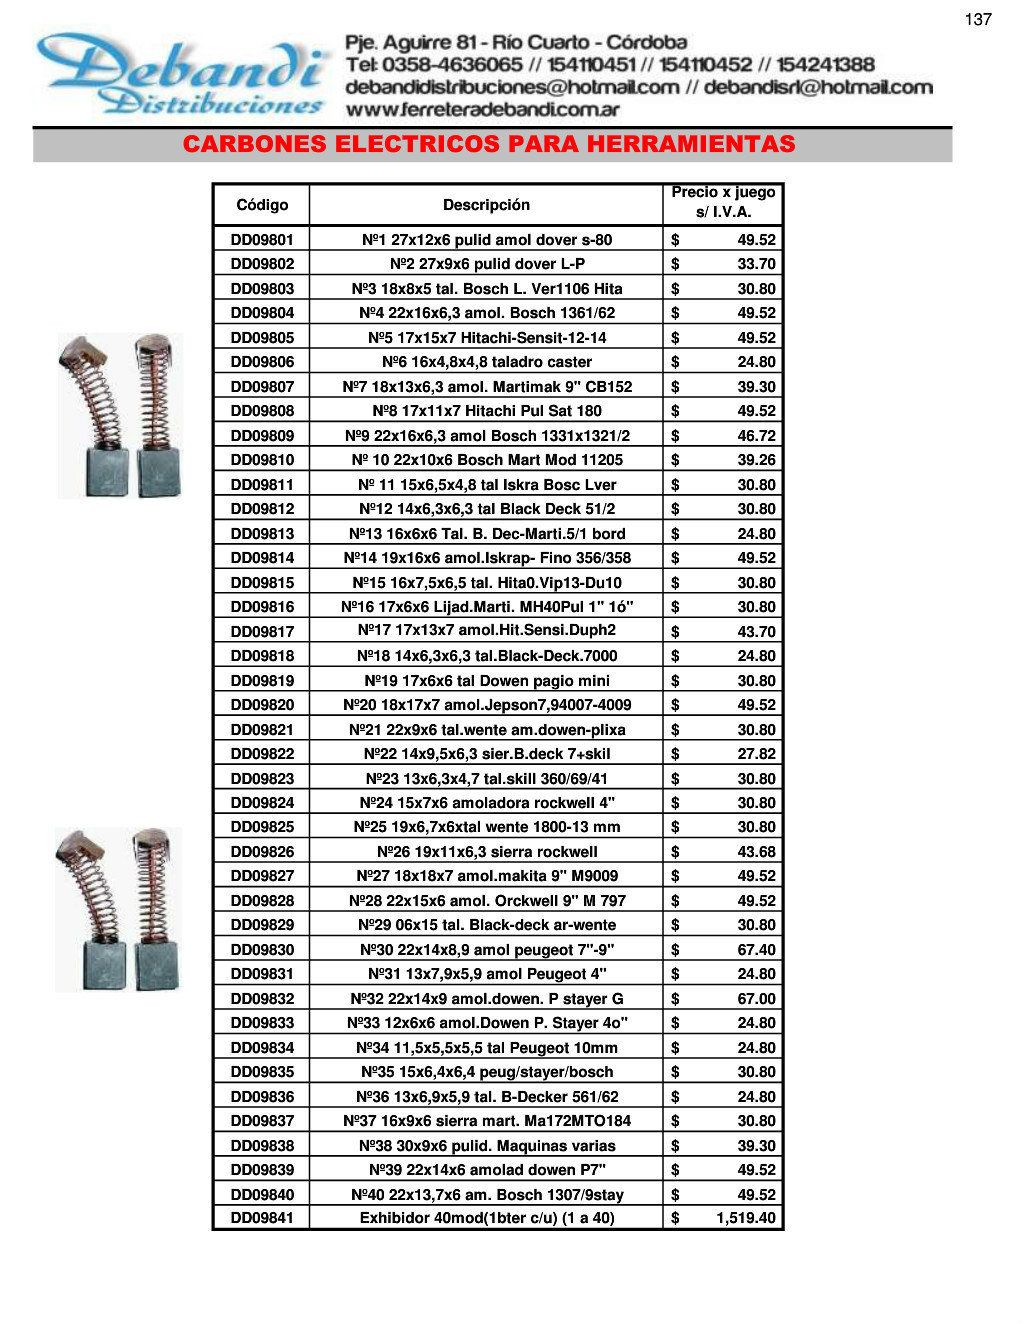 137
Debandi
Distribuciones
Pje. Aguirre 81 - Río Cuarto - Córdoba
Tel: 0358-4636065 // 154110451 // 154110452 // 154241388
debandidistribuciones@hotmail.com // debandisrl@hotmail.com
www.ferreteradebandi.com.ar
CARBONES ELECTRICOS PARA HERRAMIENTAS
Código Descripción Precio x juego s/ I.V.A.
DD09801 Nº1 27x12x6 pulid amol dover s-80 $ 49.52
DD09802 Nº2 27x9x6 pulid dover L-P $ 33.70
DD09803 Nº3 18x8x5 tal. Bosch L. Ver1106 Hita $ 30.80
DD09804 Nº4 22x16x6,3 amol. Bosch 1361/62 $ 49.52
DD09805 Nº5 17x15x7 Hitachi-Sensit-12-14 $ 49.52
DD09806 Nº6 16x4,8x4,8 taladro caster $ 24.80
DD09807 Nº7 18x13x6,3 amol. Martimak 9" CB152 $ 39.30
DD09808 Nº8 17x11x7 Hitachi Pul Sat 180 $ 49.52
DD09809 Nº9 22x16x6,3 amol Bosch 1331x1321/2 $ 46.72
DD09810 Nº 10 22x10x6 Bosch Mart Mod 11205 $ 39.26
DD09811 Nº 11 15x6,5x4,8 tal Iskra Bosc Lver $ 30.80
DD09812 Nº12 14x6,3x6,3 tal Black Deck 51/2 $ 30.80
DD09813 Nº13 16x6x6 Tal. B. Dec-Marti.5/1 bord $ 24.80
DD09814 Nº14 19x16x6 amol.Iskrap- Fino 356/358 $ 49.52
DD09815 Nº15 16x7,5x6,5 tal. Hita0.Vip13-Du10 $ 30.80
DD09816 Nº16 17x6x6 Lijad.Marti. MH40Pul 1" 1ó" $ 30.80
DD09817 Nº17 17x13x7 amol.Hit.Sensi.Duph2 $ 43.70
DD09818 Nº18 14x6,3x6,3 tal.Black-Deck.7000 $ 24.80
DD09819 Nº19 17x6x6 tal Dowen pagio mini $ 30.80
DD09820 Nº20 18x17x7 amol.Jepson7,94007-4009 $ 49.52
DD09821 Nº21 22x9x6 tal.wente am.dowen-plixa $ 30.80
DD09822 Nº22 14x9,5x6,3 sier.B.deck 7+skil $ 27.82
DD09823 Nº23 13x6,3x4,7 tal.skill 360/69/41 $ 30.80
DD09824 Nº24 15x7x6 amoladora rockwell 4" $ 30.80
DD09825 Nº25 19x6,7x6xtal wente 1800-13 mm $ 30.80
DD09826 Nº26 19x11x6,3 sierra rockwell $ 43.68
DD09827 Nº27 18x18x7 amol.makita 9" M9009 $ 49.52
DD09828 Nº28 22x15x6 amol. Orckwell 9" M 797 $ 49.52
DD09829 Nº29 06x15 tal. Black-deck ar-wente $ 30.80
DD09830 Nº30 22x14x8,9 amol peugeot 7"-9" $ 67.40
DD09831 Nº31 13x7,9x5,9 amol Peugeot 4" $ 24.80
DD09832 Nº32 22x14x9 amol.dowen. P stayer G $ 67.00
DD09833 Nº33 12x6x6 amol.Dowen P. Stayer 4o" $ 24.80
DD09834 Nº34 11,5x5,5x5,5 tal Peugeot 10mm $ 24.80
DD09835 Nº35 15x6,4x6,4 peug/stayer/bosch $ 30.80
DD09836 Nº36 13x6,9x5,9 tal. B-Decker 561/62 $ 24.80
DD09837 Nº37 16x9x6 sierra mart. Ma172MTO184 $ 30.80
DD09838 Nº38 30x9x6 pulid. Maquinas varias $ 39.30
DD09839 Nº39 22x14x6 amolad dowen P7" $ 49.52
DD09840 Nº40 22x13,7x6 am. Bosch 1307/9stay $ 49.52
DD09841 Exhibidor 40mod(1bter c/u) (1 a 40) $ 1,519.40